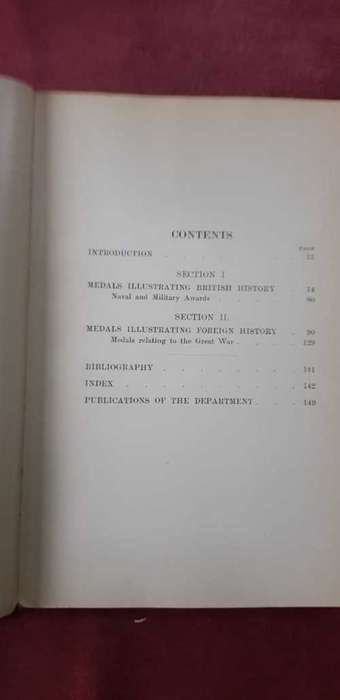 CONTENTS
PAGE
INTRODUCTION . . . . . . 13
SECTION I
MEDALS ILLUSTRATING BRITISH HISTORY . 14
Naval and Military Awards . . . . 80
SECTION II.
MEDALS ILLUSTRATING FOREIGN HISTORY . 90
Medals relating to the Great War . . . . 129
BIBLIOGRAPHY . . . . . . 141
INDEX . . . . . . . . 142
PUBLICATIONS OF THE DEPARTMENT . . . 149